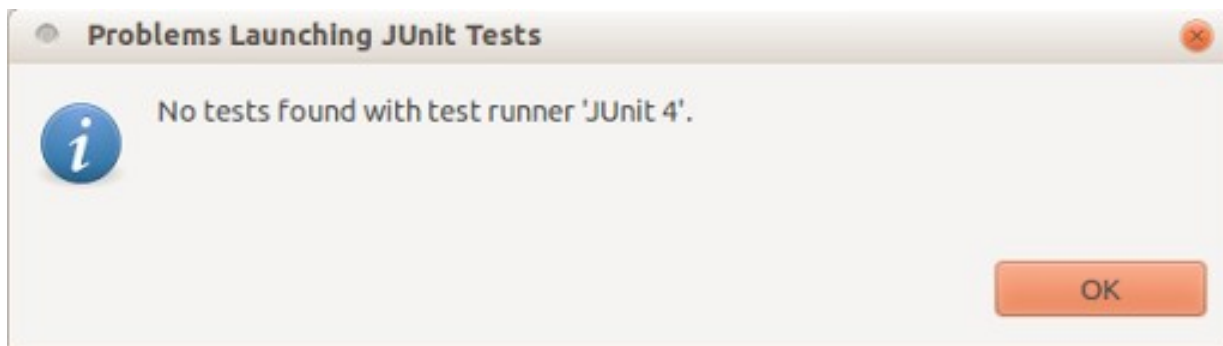 Problems Launching JUnit Tests
No tests found with test runner 'JUnit 4'.
OK